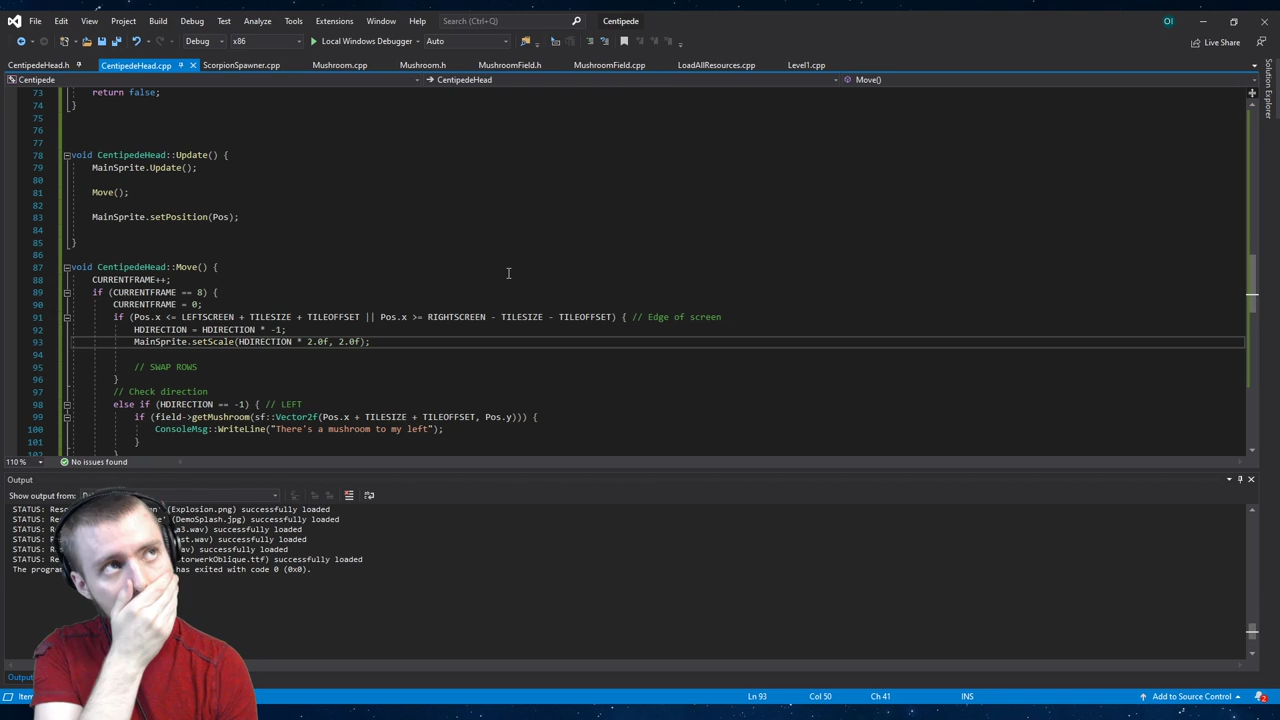 File Edit View Project Build Debug Test Analyze Tools Extensions Window Help Search (Ctrl+Q) Centipede OI
Debug x86 Local Windows Debugger Auto Live Share
CentipedeHead.h CentipedeHead.cpp ScorpionSpawner.cpp Mushroom.cpp Mushroom.h MushroomField.h MushroomField.cpp LoadAllResources.cpp Level1.cpp
Centipede CentipedeHead Move()
Solution Explorer
73 return false;
74 }
75
76
77
78 void CentipedeHead::Update() {
79 MainSprite.Update();
80
81 Move();
82
83 MainSprite.setPosition(Pos);
84
85 }
86
87 void CentipedeHead::Move() {
88 CURRENTFRAME++;
89 if (CURRENTFRAME == 8) {
90 CURRENTFRAME = 0;
91 if (Pos.x <= LEFTSCREEN + TILESIZE + TILEOFFSET || Pos.x >= RIGHTSCREEN - TILESIZE - TILEOFFSET) { // Edge of screen
92 HDIRECTION = HDIRECTION * -1;
93 MainSprite.setScale(HDIRECTION * 2.0f, 2.0f);
94
95 // SWAP ROWS
96 }
97 // Check direction
98 else if (HDIRECTION == -1) { // LEFT
99 if (field->getMushroom(sf::Vector2f(Pos.x + TILESIZE + TILEOFFSET, Pos.y))) {
100 ConsoleMsg::WriteLine("There's a mushroom to my left");
101 }
102 }
110 % No issues found
Output
Show output from:
STATUS: (Explosion.png) successfully loaded
STATUS: (DemoSplash.jpg) successfully loaded
STATUS: successfully loaded
STATUS: successfully loaded
STATUS: successfully loaded
STATUS: successfully loaded
The has exited with code 0 (0x0).
Output
Ln 93 Col 50 Ch 41 INS Add to Source Control 2